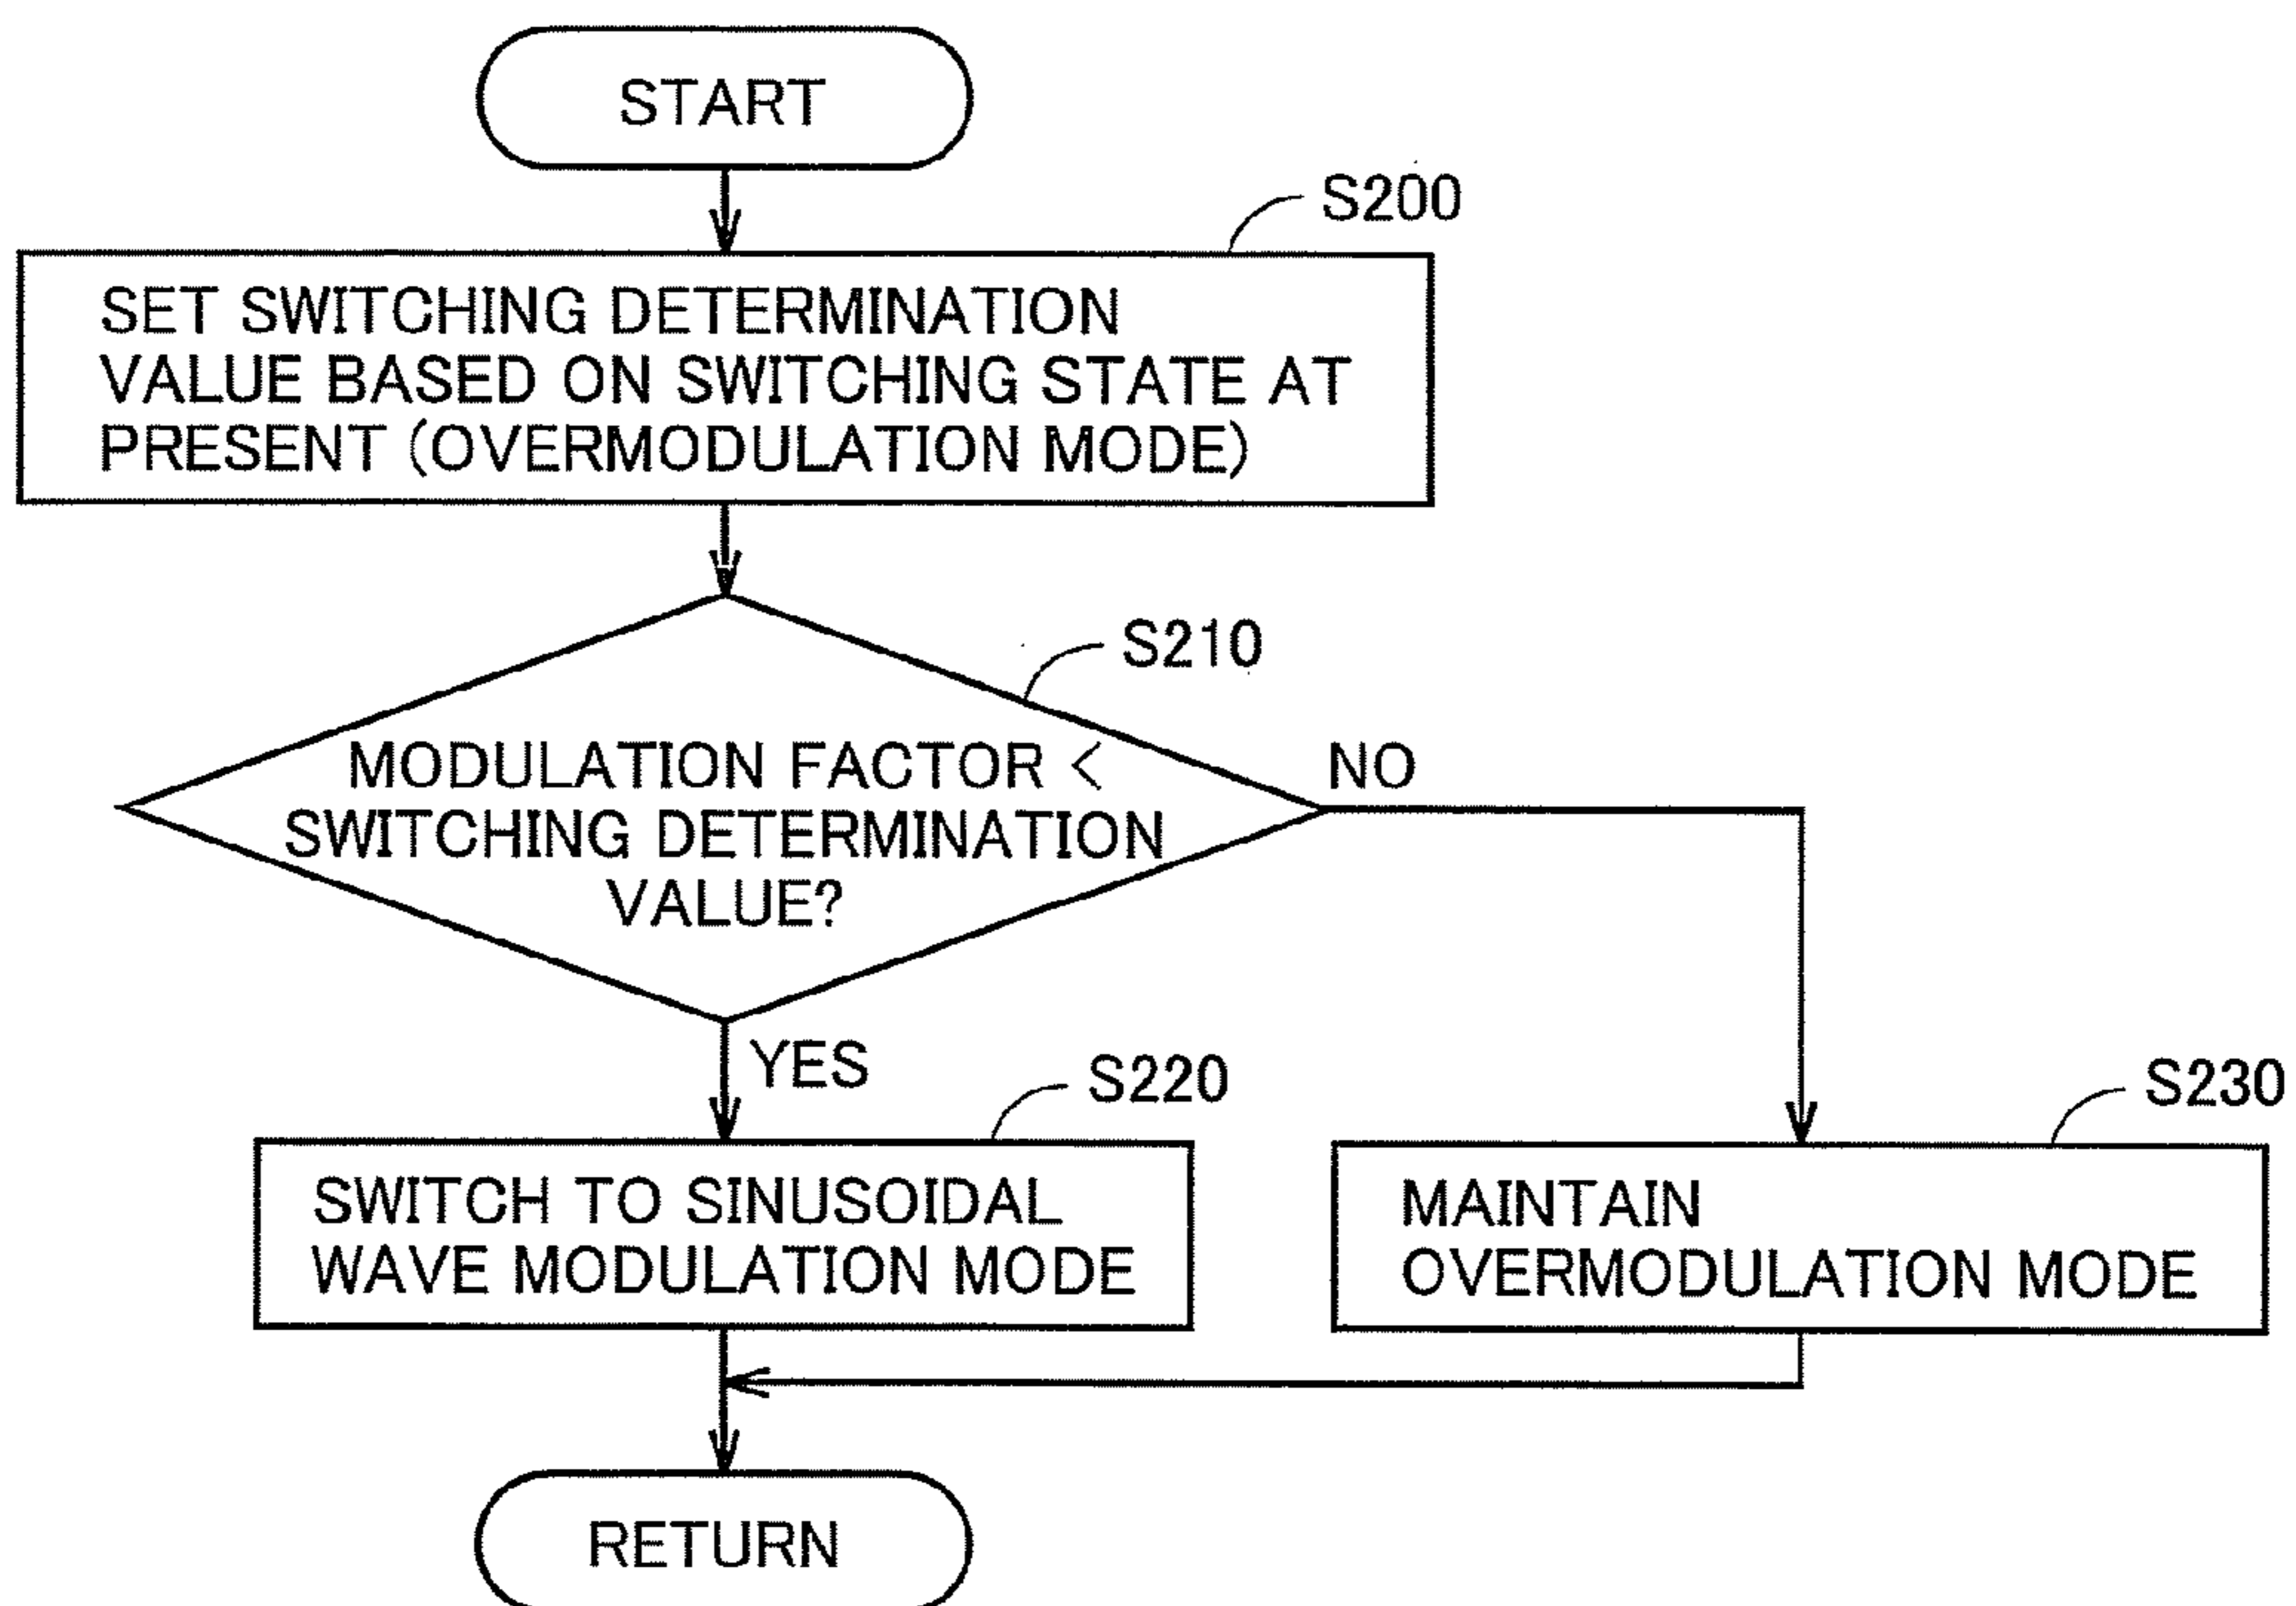 START
S200
SET SWITCHING DETERMINATION
VALUE BASED ON SWITCHING STATE AT
PRESENT (OVERMODULATION MODE)
S210
MODULATION FACTOR <
SWITCHING DETERMINATION
VALUE?
NO
YES
S220
SWITCH TO SINUSOIDAL
WAVE MODULATION MODE
S230
MAINTAIN
OVERMODULATION MODE
RETURN